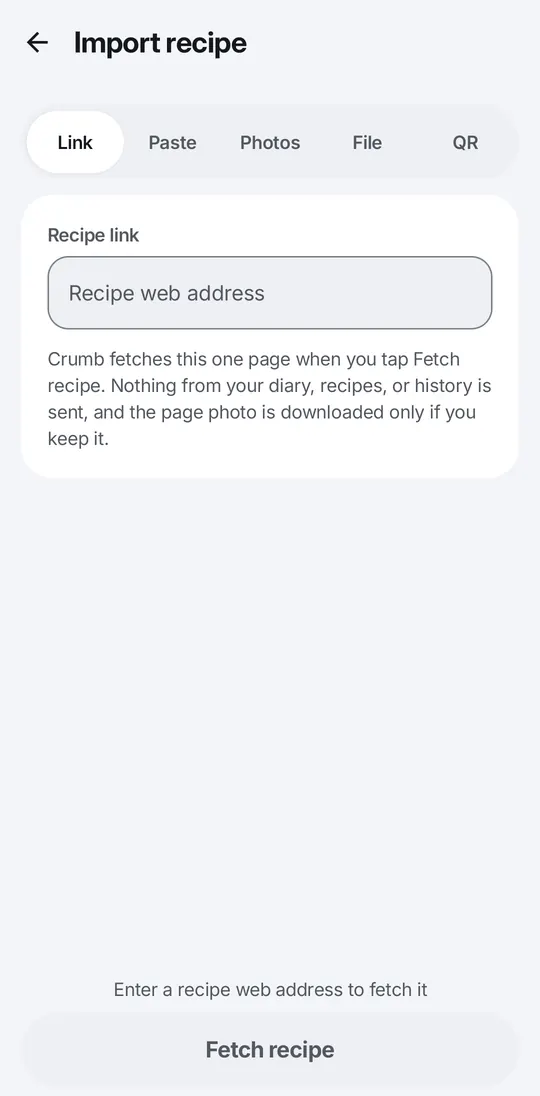 Import recipe
Link
Paste
Photos
File
QR
Recipe link
Recipe web address
Crumb fetches this one page when you tap Fetch
recipe. Nothing from your diary, recipes, or history is
sent, and the page photo is downloaded only if you
keep it.
Enter a recipe web address to fetch it
Fetch recipe